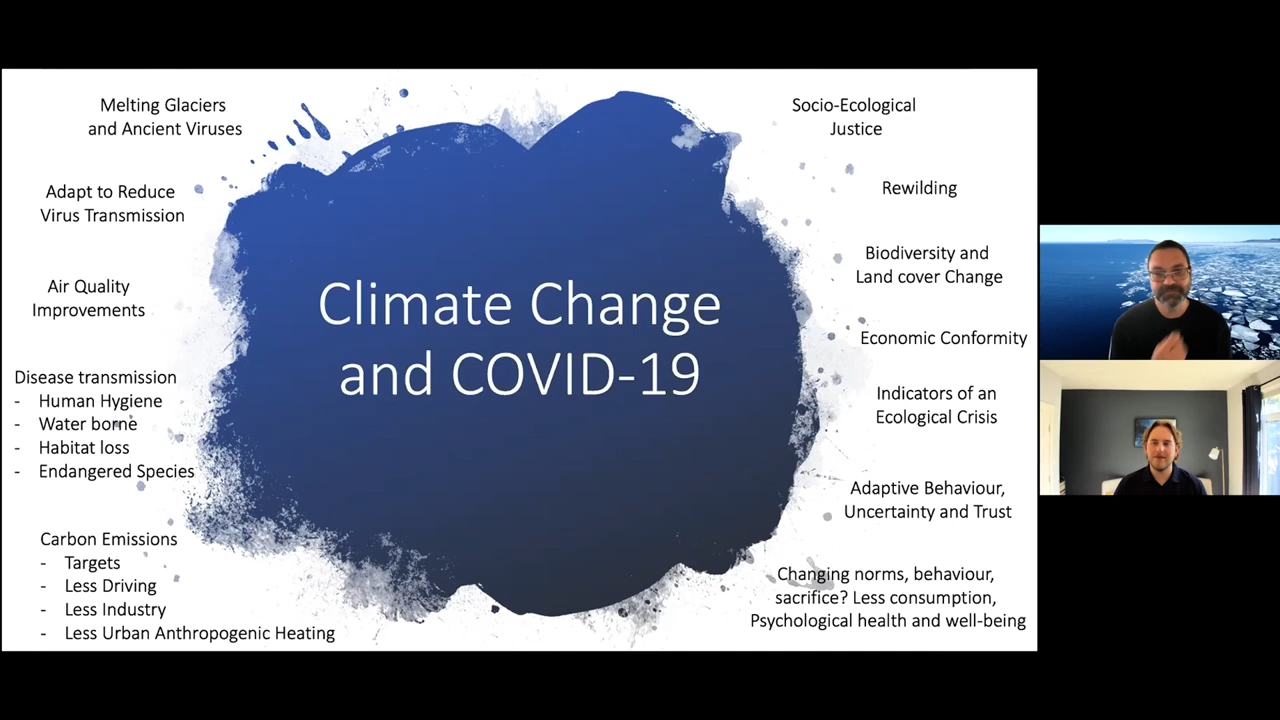 Melting Glaciers
and Ancient Viruses
Adapt to Reduce
Virus Transmission
Air Quality
Improvements
Disease transmission
- Human Hygiene
- Water borne
- Habitat loss
- Endangered Species
Carbon Emissions
- Targets
- Less Driving
- Less Industry
- Less Urban Anthropogenic Heating
Climate Change
and COVID-19
Socio-Ecological
Justice
Rewilding
Biodiversity and
Land cover Change
Economic Conformity
Indicators of an
Ecological Crisis
Adaptive Behaviour,
Uncertainty and Trust
Changing norms, behaviour,
sacrifice? Less consumption,
Psychological health and well-being